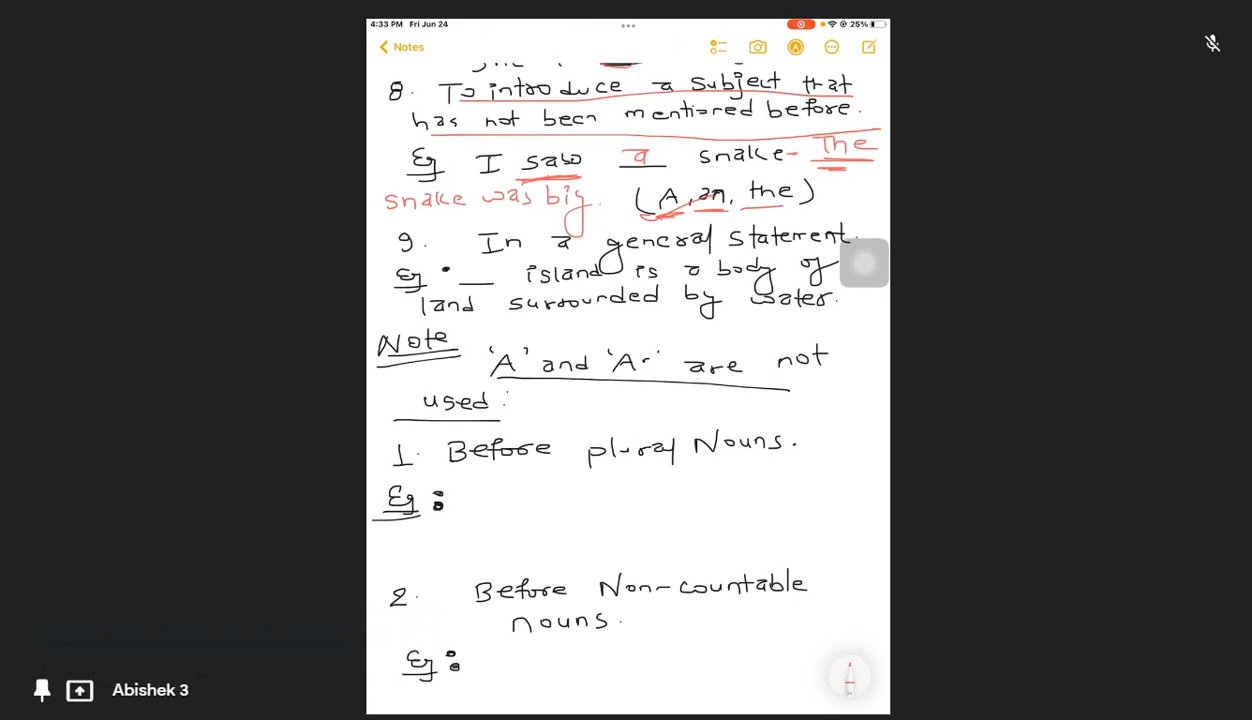 4:33 PM Fri Jun 24
25%
Notes
8. To introduce a subject that
has not been mentioned before.
Eg I saw a snake- The
snake was big. (A, an, the)
9. In a general statement.
Eg • __ island is a body of
land surrounded by water.
Note
'A' and 'An' are not
used:
1. Before plural Nouns.
Eg:
2. Before Non-countable
nouns.
Eg:
Abishek 3